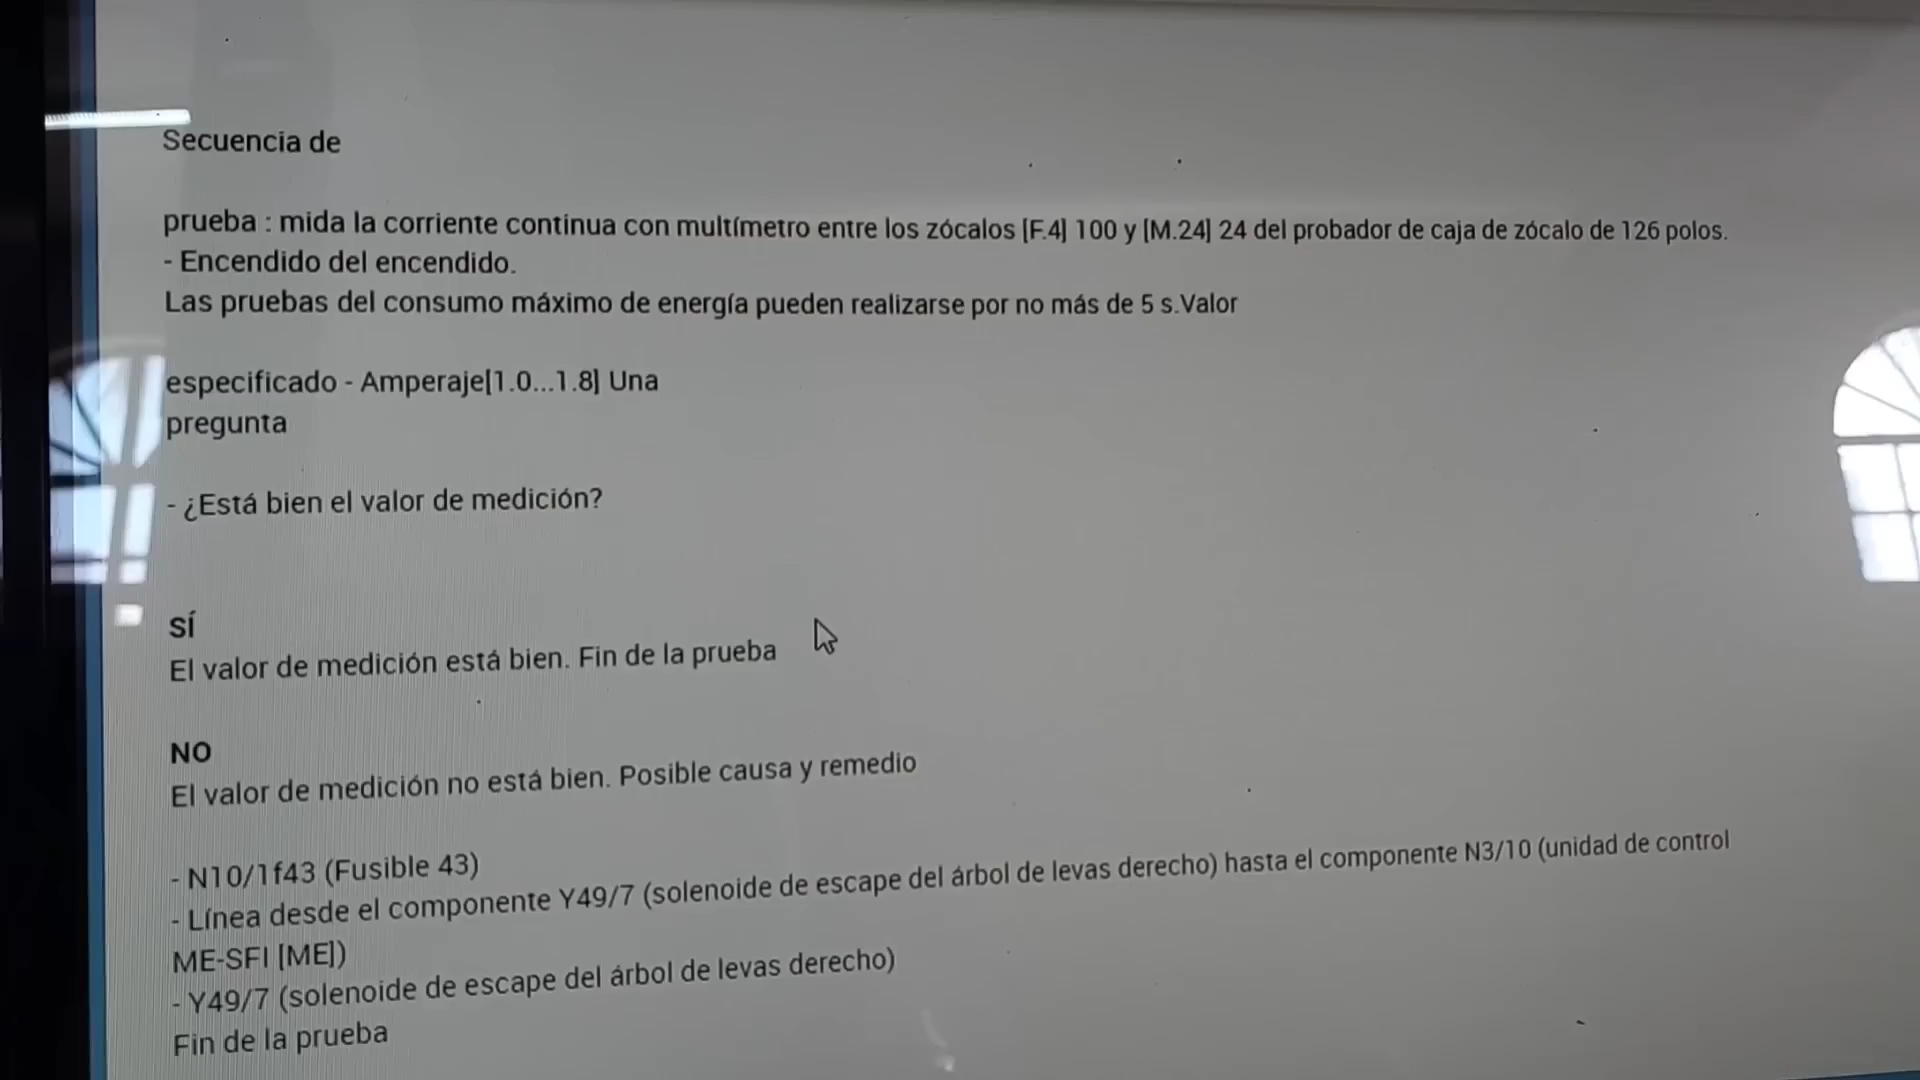 Secuencia de
prueba : mida la corriente continua con multímetro entre los zócalos [F.4] 100 y [M.24] 24 del probador de caja de zócalo de 126 polos.
- Encendido del encendido.
Las pruebas del consumo máximo de energía pueden realizarse por no más de 5 s.Valor
especificado - Amperaje[1.0...1.8] Una
pregunta
- ¿Está bien el valor de medición?
SÍ
El valor de medición está bien. Fin de la prueba
NO
El valor de medición no está bien. Posible causa y remedio
- N10/1f43 (Fusible 43)
- Línea desde el componente Y49/7 (solenoide de escape del árbol de levas derecho) hasta el componente N3/10 (unidad de control
ME-SFI [ME])
- Y49/7 (solenoide de escape del árbol de levas derecho)
Fin de la prueba